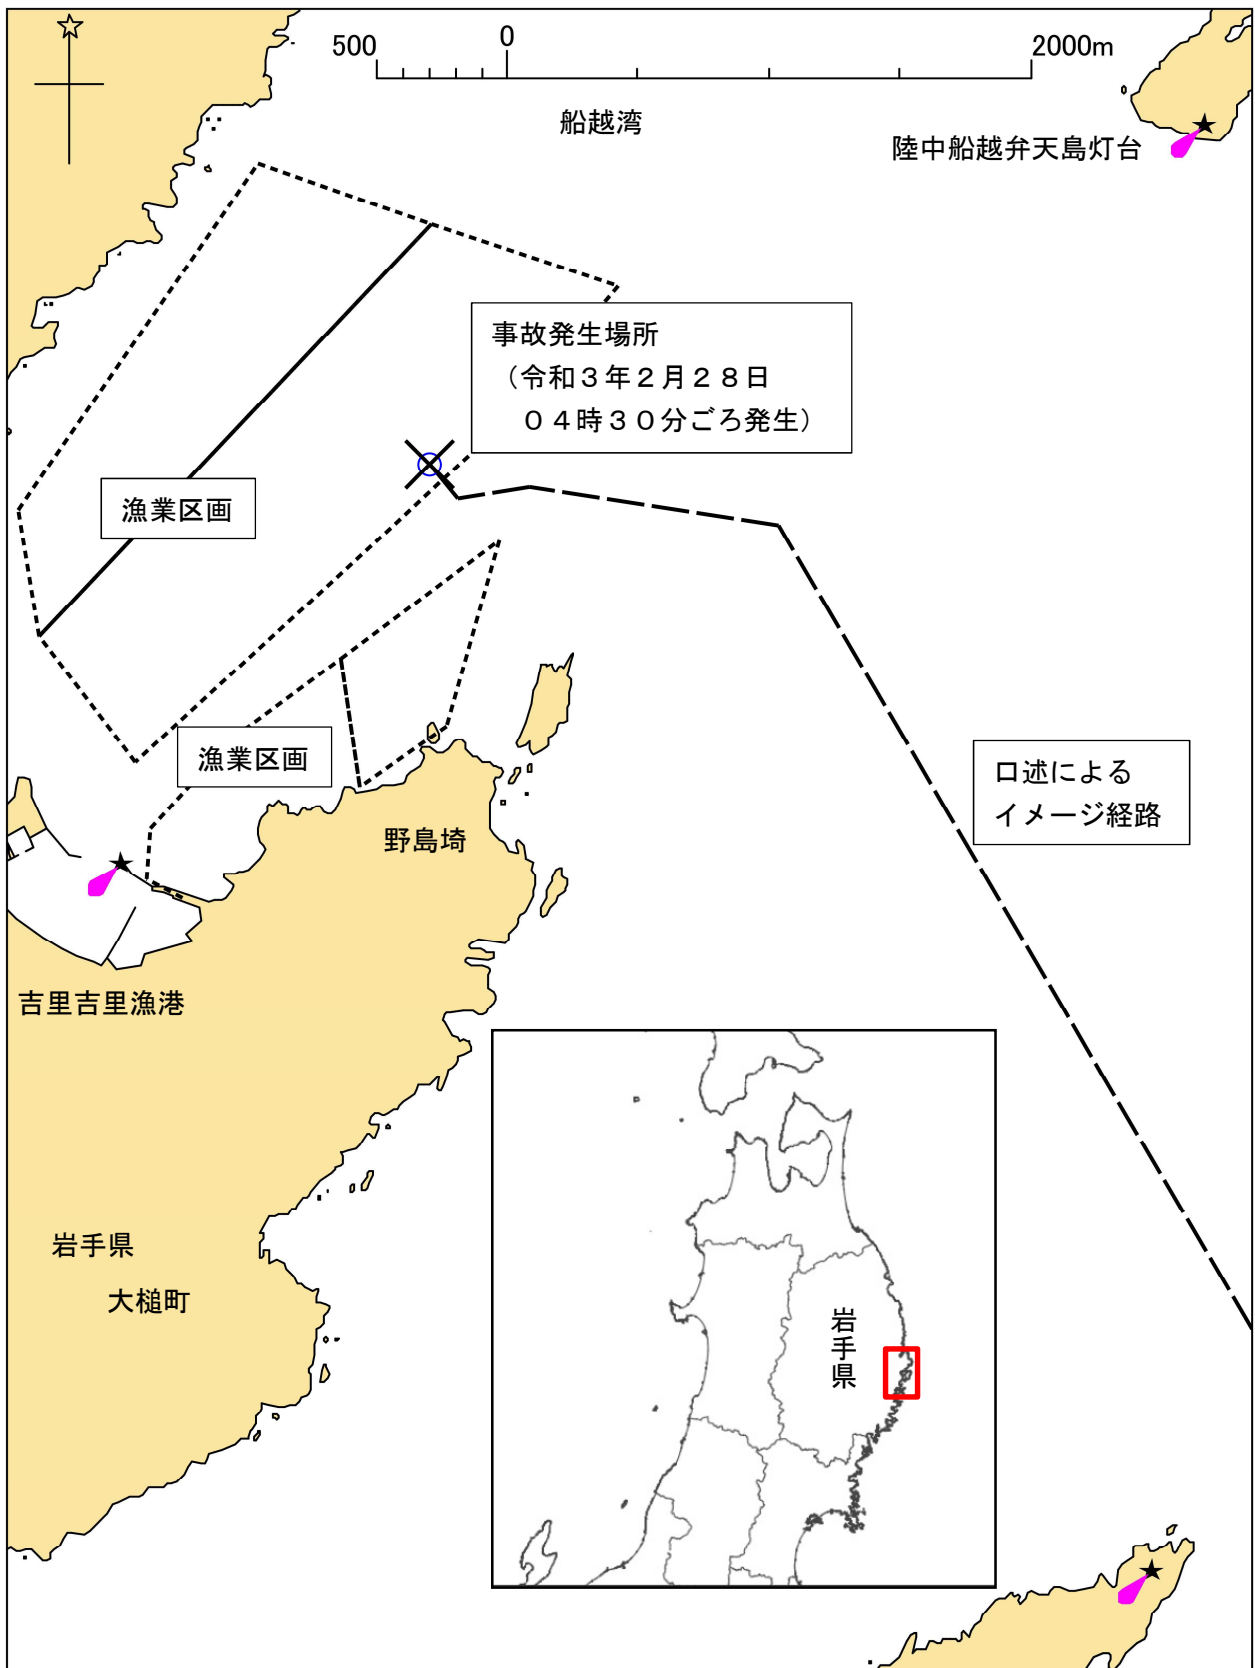 500
0
2000m
船越湾
陸中船越弁天島灯台
事故発生場所
（令和３年２月２８日
０４時３０分ごろ発生）
漁業区画
漁業区画
口述による
イメージ経路
野島埼
吉里吉里漁港
岩手県
大槌町
岩手県